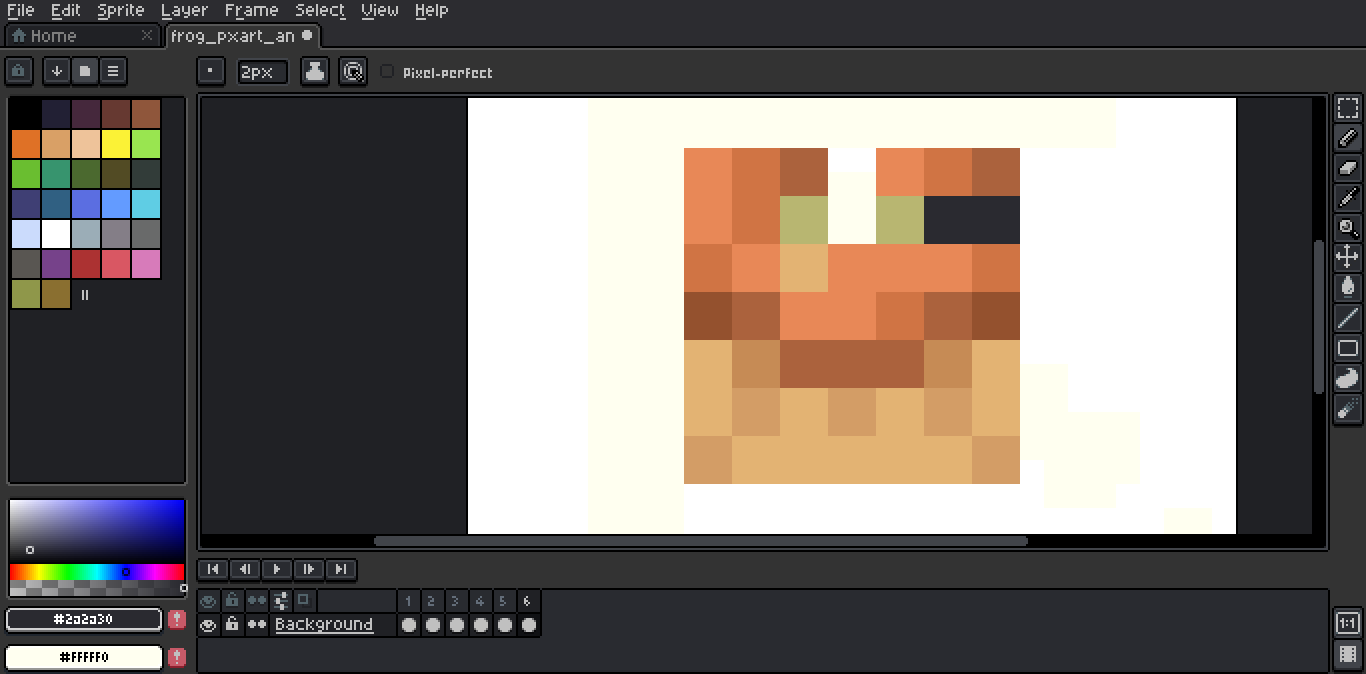 File Edit Sprite Layer Frame Select View Help
Home frog_pxart_an
2px Pixel-perfect
#2a2a30
#FFFFF0
1 2 3 4 5 6
Background
1:1